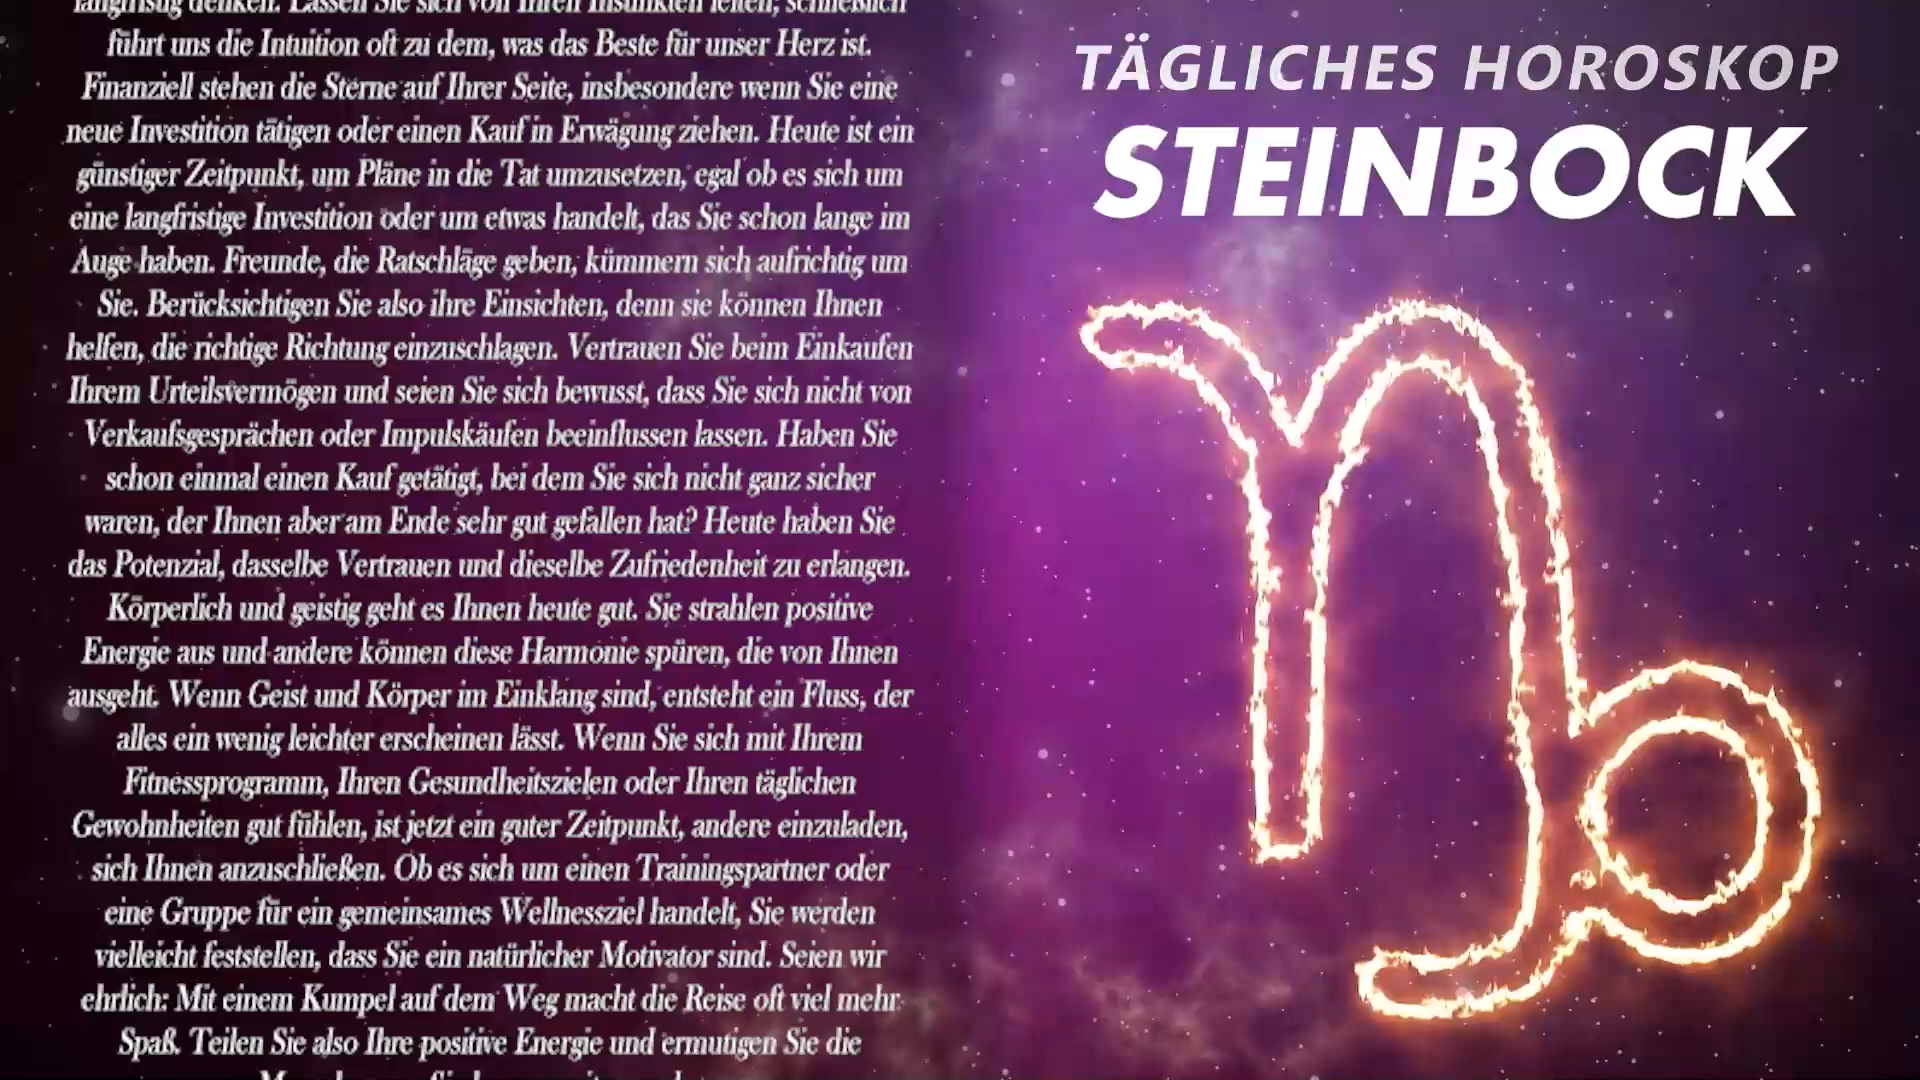 langfristig denken. Lassen Sie sich von Ihren Instinkten leiten; schließlich
führt uns die Intuition oft zu dem, was das Beste für unser Herz ist.
Finanziell stehen die Sterne auf Ihrer Seite, insbesondere wenn Sie eine
neue Investition tätigen oder einen Kauf in Erwägung ziehen. Heute ist ein
günstiger Zeitpunkt, um Pläne in die Tat umzusetzen, egal ob es sich um
eine langfristige Investition oder um etwas handelt, das Sie schon lange im
Auge haben. Freunde, die Ratschläge geben, kümmern sich aufrichtig um
Sie. Berücksichtigen Sie also ihre Einsichten, denn sie können Ihnen
helfen, die richtige Richtung einzuschlagen. Vertrauen Sie beim Einkaufen
Ihrem Urteilsvermögen und seien Sie sich bewusst, dass Sie sich nicht von
Verkaufsgesprächen oder Impulskäufen beeinflussen lassen. Haben Sie
schon einmal einen Kauf getätigt, bei dem Sie sich nicht ganz sicher
waren, der Ihnen aber am Ende sehr gut gefallen hat? Heute haben Sie
das Potenzial, dasselbe Vertrauen und dieselbe Zufriedenheit zu erlangen.
Körperlich und geistig geht es Ihnen heute gut. Sie strahlen positive
Energie aus und andere können diese Harmonie spüren, die von Ihnen
ausgeht. Wenn Geist und Körper im Einklang sind, entsteht ein Fluss, der
alles ein wenig leichter erscheinen lässt. Wenn Sie sich mit Ihrem
Fitnessprogramm, Ihren Gesundheitszielen oder Ihren täglichen
Gewohnheiten gut fühlen, ist jetzt ein guter Zeitpunkt, andere einzuladen,
sich Ihnen anzuschließen. Ob es sich um einen Trainingspartner oder
eine Gruppe für ein gemeinsames Wellnessziel handelt, Sie werden
vielleicht feststellen, dass Sie ein natürlicher Motivator sind. Seien wir
ehrlich: Mit einem Kumpel auf dem Weg macht die Reise oft viel mehr
Spaß. Teilen Sie also Ihre positive Energie und ermutigen Sie die
TÄGLICHES HOROSKOP
STEINBOCK